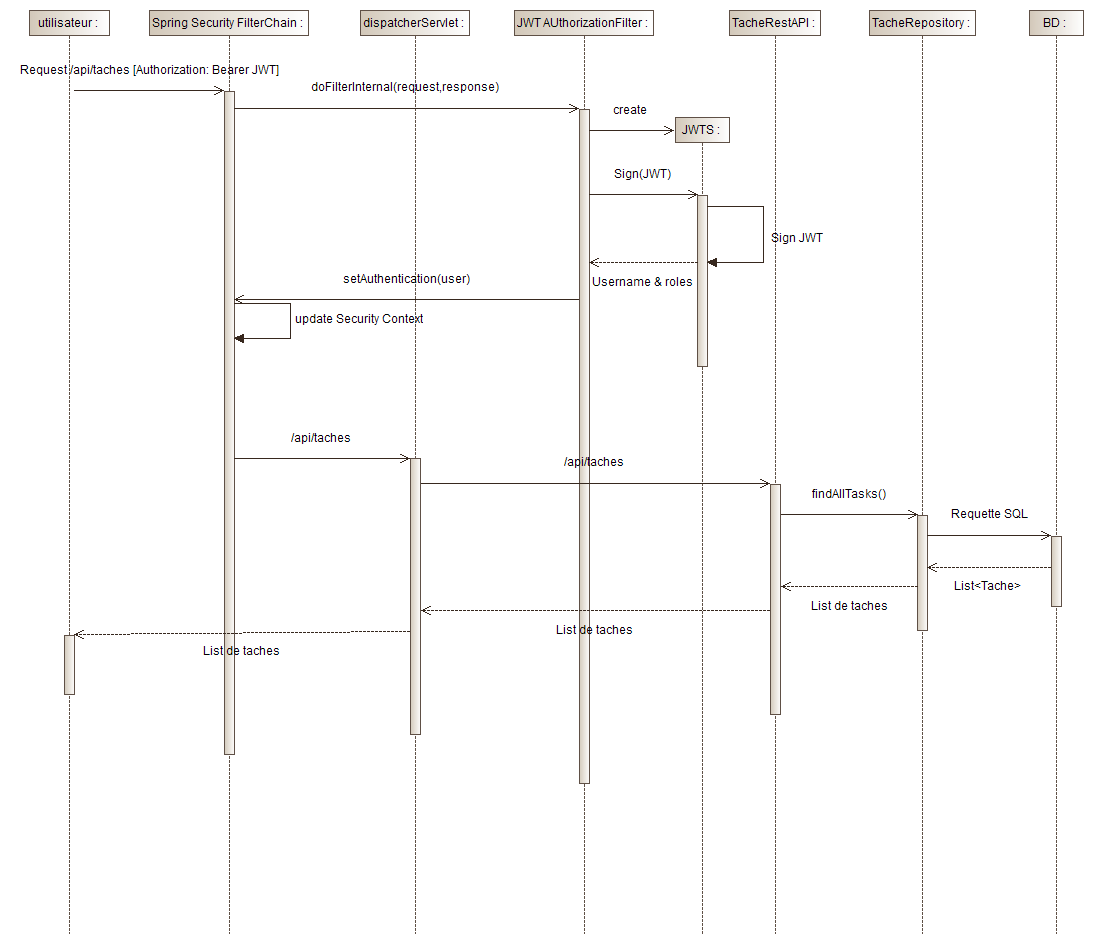 utilisateur :
Spring Security FilterChain :
dispatcherServlet :
JWT AUthorizationFilter :
TacheRestAPI :
TacheRepository :
BD :
Request /api/taches [Authorization: Bearer JWT]
doFilterInternal(request,response)
create
JWTS :
Sign(JWT)
Sign JWT
Username & roles
setAuthentication(user)
update Security Context
/api/taches
/api/taches
findAllTasks()
Requette SQL
List<Tache>
List de taches
List de taches
List de taches